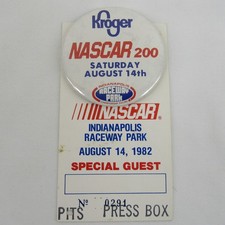 Kroger
NASCAR 200
SATURDAY
AUGUST 14TH
INDIANAPOLIS
RACEWAY
PARK
NASCAR
INDIANAPOLIS
RACEWAY PARK
AUGUST 14, 1982
SPECIAL GUEST
No 0291
PITS PRESS BOX